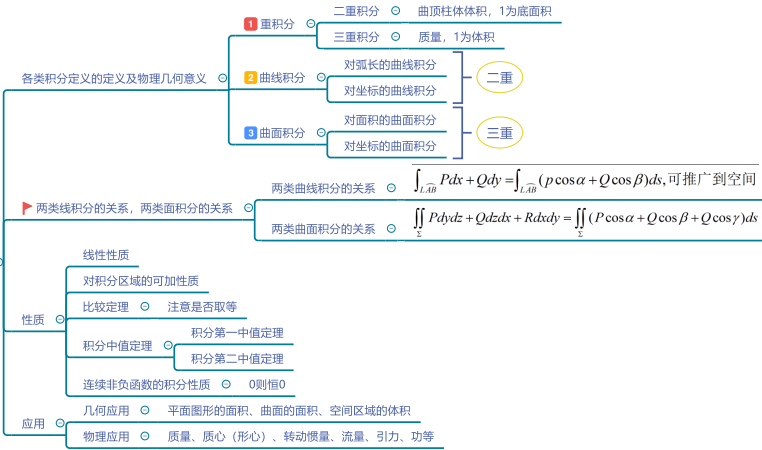 各类积分定义的定义及物理几何意义
1 重积分
二重积分
曲顶柱体体积，1为底面积
三重积分
质量，1为体积
2 曲线积分
对弧长的曲线积分
对坐标的曲线积分
二重
3 曲面积分
对面积的曲面积分
对坐标的曲面积分
三重
两类线积分的关系，两类面积分的关系
两类曲线积分的关系
∫_{L\overset{⌢}{AB}} Pdx + Qdy = ∫_{L\overset{⌢}{AB}} (p cos α + Q cos β)ds,可推广到空间
两类曲面积分的关系
∬_Σ Pdydz + Qdzdx + Rdxdy = ∬_Σ (P cos α + Q cos β + Q cos γ)ds
性质
线性性质
对积分区域的可加性质
比较定理
注意是否取等
积分中值定理
积分第一中值定理
积分第二中值定理
连续非负函数的积分性质
0则恒0
应用
几何应用
平面图形的面积、曲面的面积、空间区域的体积
物理应用
质量、质心（形心）、转动惯量、流量、引力、功等